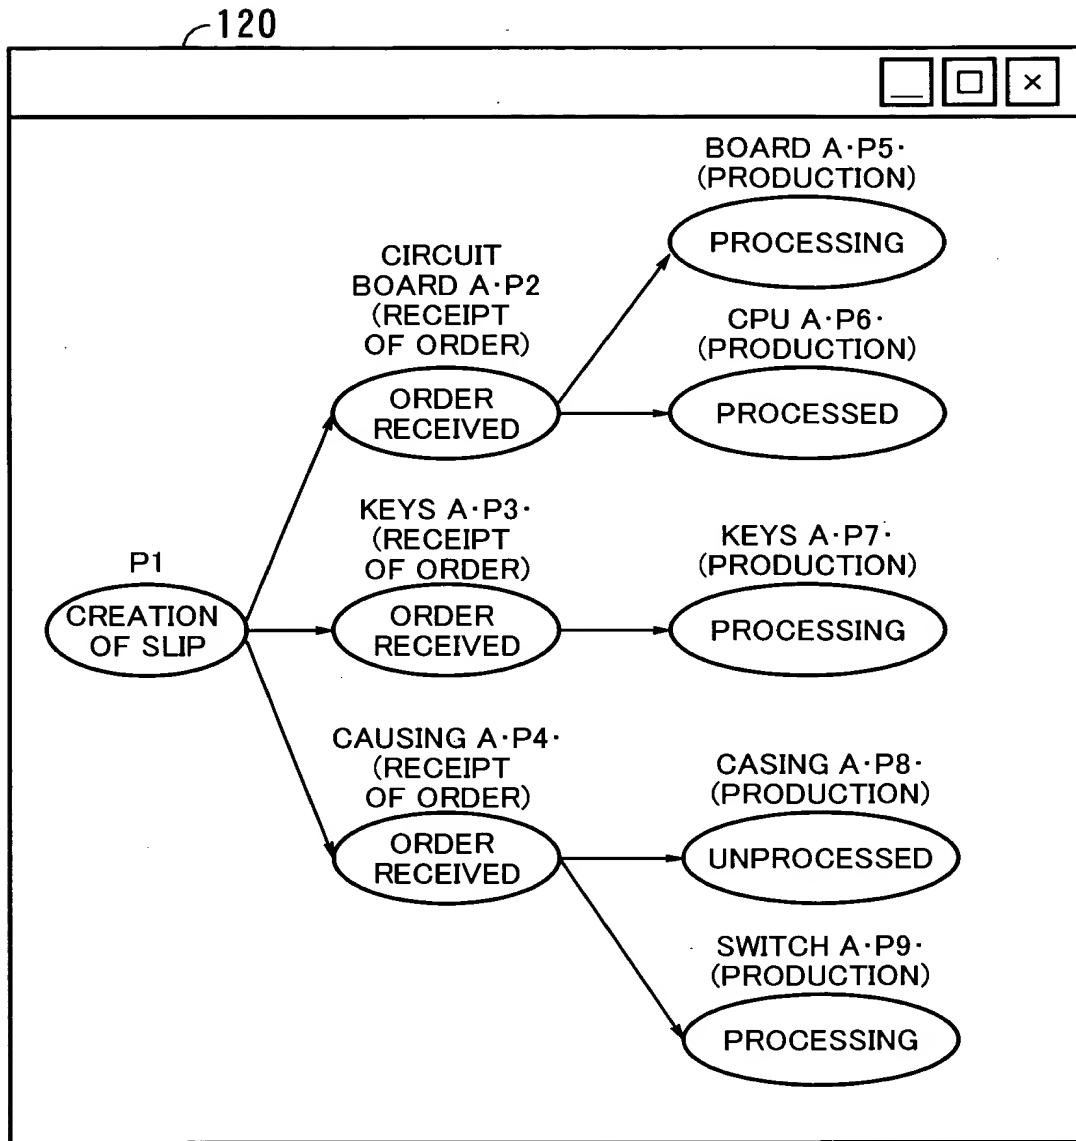 120
BOARD A·P5·
(PRODUCTION)
PROCESSING
CIRCUIT
BOARD A·P2
(RECEIPT
OF ORDER)
ORDER
RECEIVED
CPU A·P6·
(PRODUCTION)
PROCESSED
KEYS A·P3·
(RECEIPT
OF ORDER)
ORDER
RECEIVED
KEYS A·P7·
(PRODUCTION)
PROCESSING
P1
CREATION
OF SLIP
CAUSING A·P4·
(RECEIPT
OF ORDER)
ORDER
RECEIVED
CASING A·P8·
(PRODUCTION)
UNPROCESSED
SWITCH A·P9·
(PRODUCTION)
PROCESSING